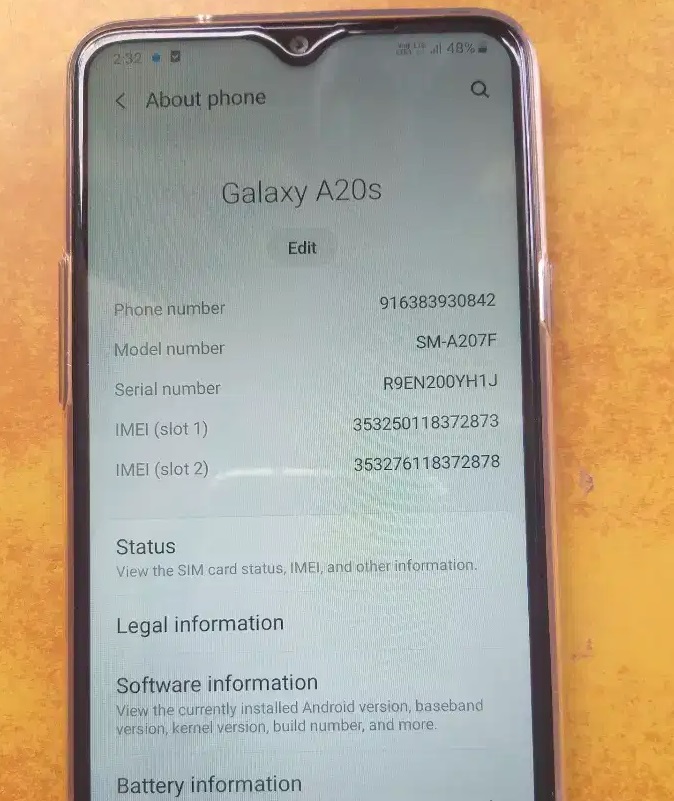 2:32 48%
About phone
Galaxy A20s
Edit
Phone number 916383930842
Model number SM-A207F
Serial number R9EN200YH1J
IMEI (slot 1) 353250118372873
IMEI (slot 2) 353276118372878
Status
View the SIM card status, IMEI, and other information.
Legal information
Software information
View the currently installed Android version, baseband
version, kernel version, build number, and more.
Battery information